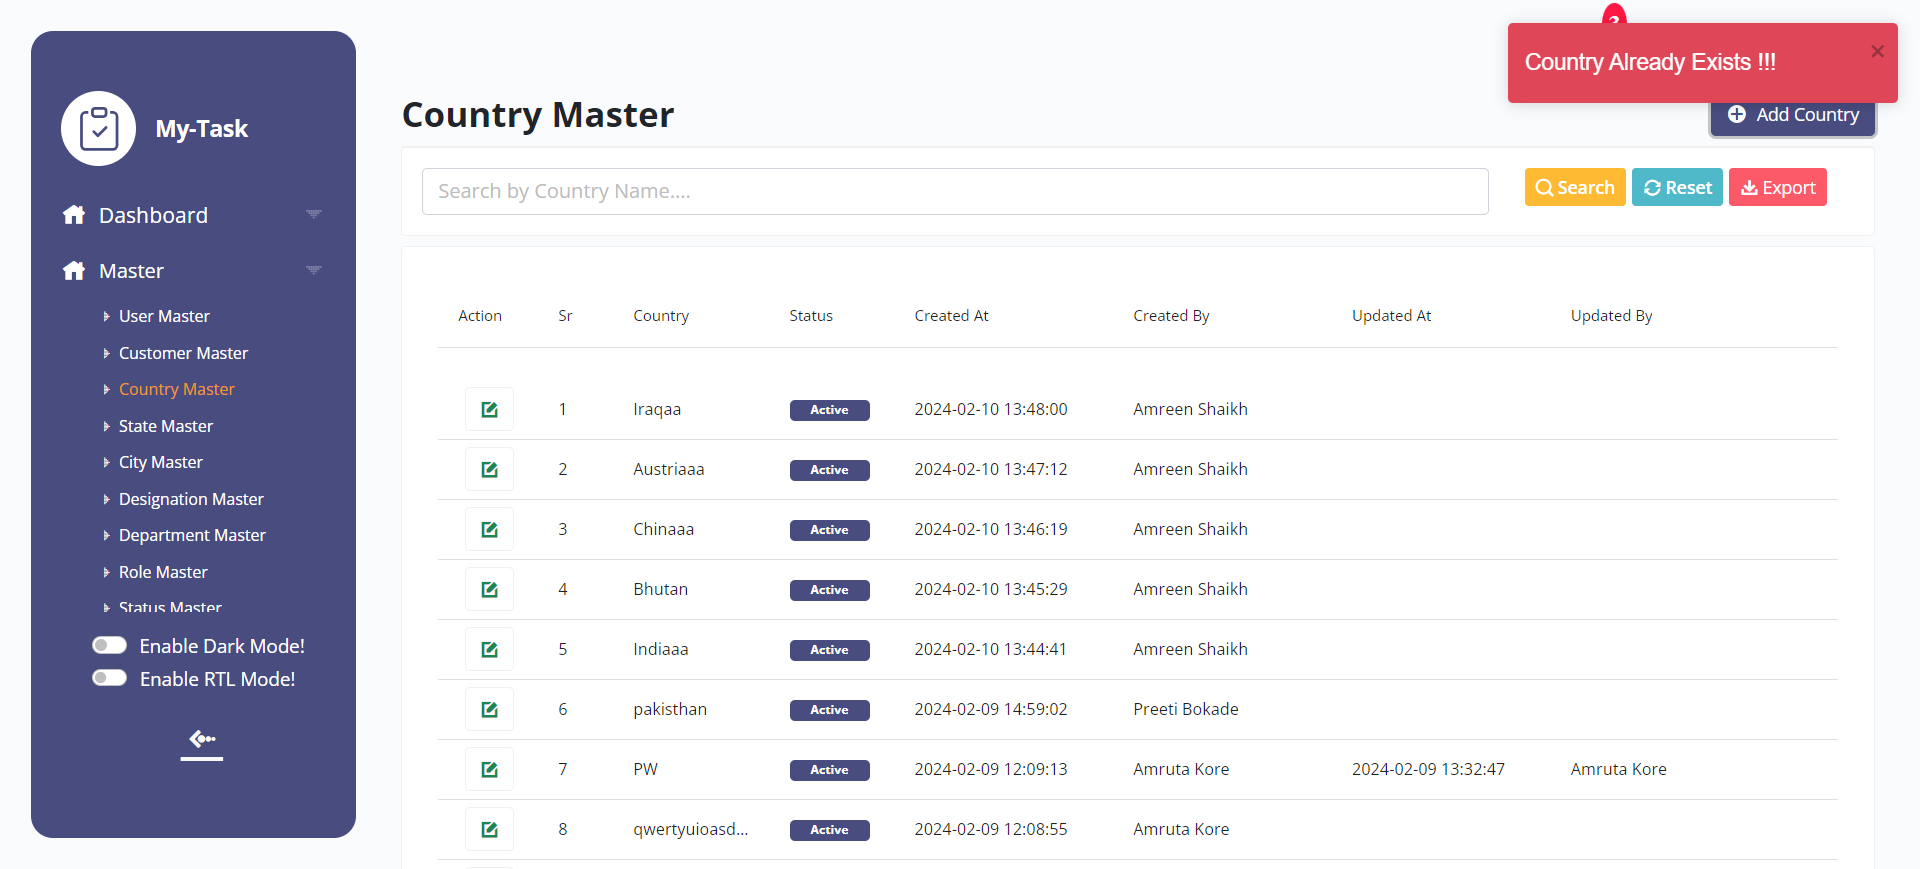 My-Task
Dashboard
Master
User Master
Customer Master
Country Master
State Master
City Master
Designation Master
Department Master
Role Master
Status Master
Enable Dark Mode!
Enable RTL Mode!
Country Already Exists !!!
Country Master
Add Country
Search by Country Name....
Search Reset Export
Action Sr Country Status Created At Created By Updated At Updated By
1 Iraqaa Active 2024-02-10 13:48:00 Amreen Shaikh
2 Austriaaa Active 2024-02-10 13:47:12 Amreen Shaikh
3 Chinaaa Active 2024-02-10 13:46:19 Amreen Shaikh
4 Bhutan Active 2024-02-10 13:45:29 Amreen Shaikh
5 Indiaaa Active 2024-02-10 13:44:41 Amreen Shaikh
6 pakisthan Active 2024-02-09 14:59:02 Preeti Bokade
7 PW Active 2024-02-09 12:09:13 Amruta Kore 2024-02-09 13:32:47 Amruta Kore
8 qwertyuioasd... Active 2024-02-09 12:08:55 Amruta Kore